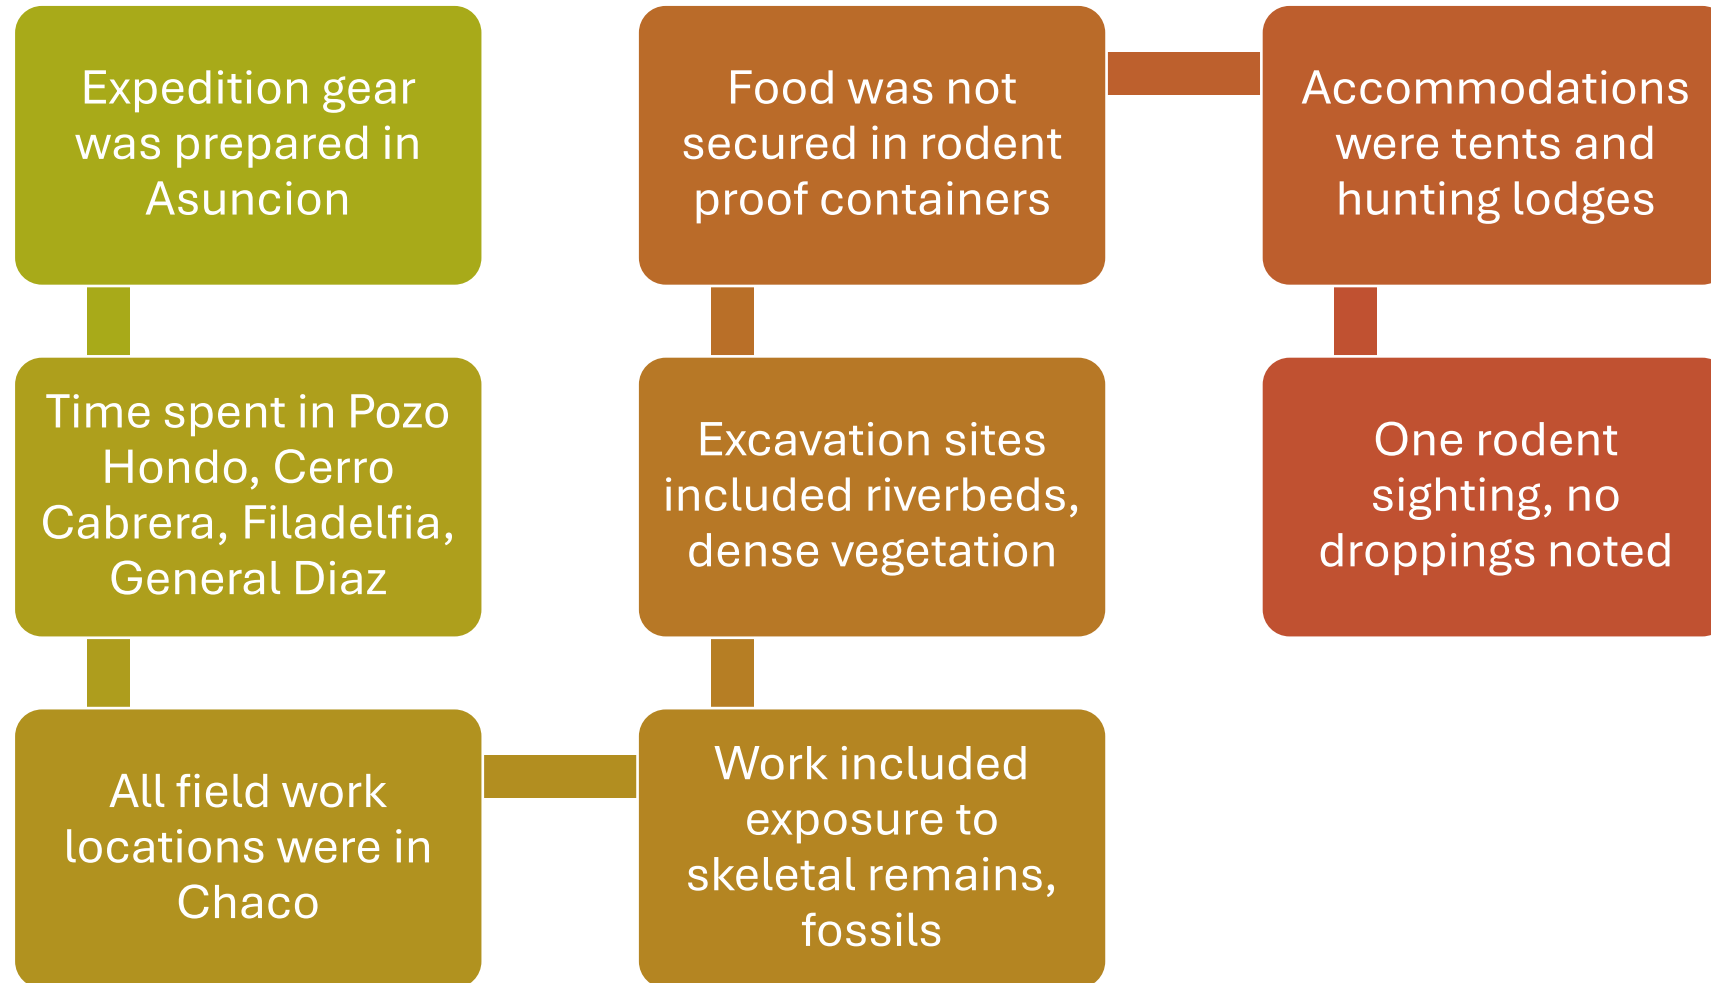 Expedition gear
was prepared in
Asuncion
Time spent in Pozo
Hondo, Cerro
Cabrera, Filadelfia,
General Diaz
All field work
locations were in
Chaco
Work included
exposure to
skeletal remains,
fossils
Excavation sites
included riverbeds,
dense vegetation
Food was not
secured in rodent
proof containers
Accommodations
were tents and
hunting lodges
One rodent
sighting, no
droppings noted